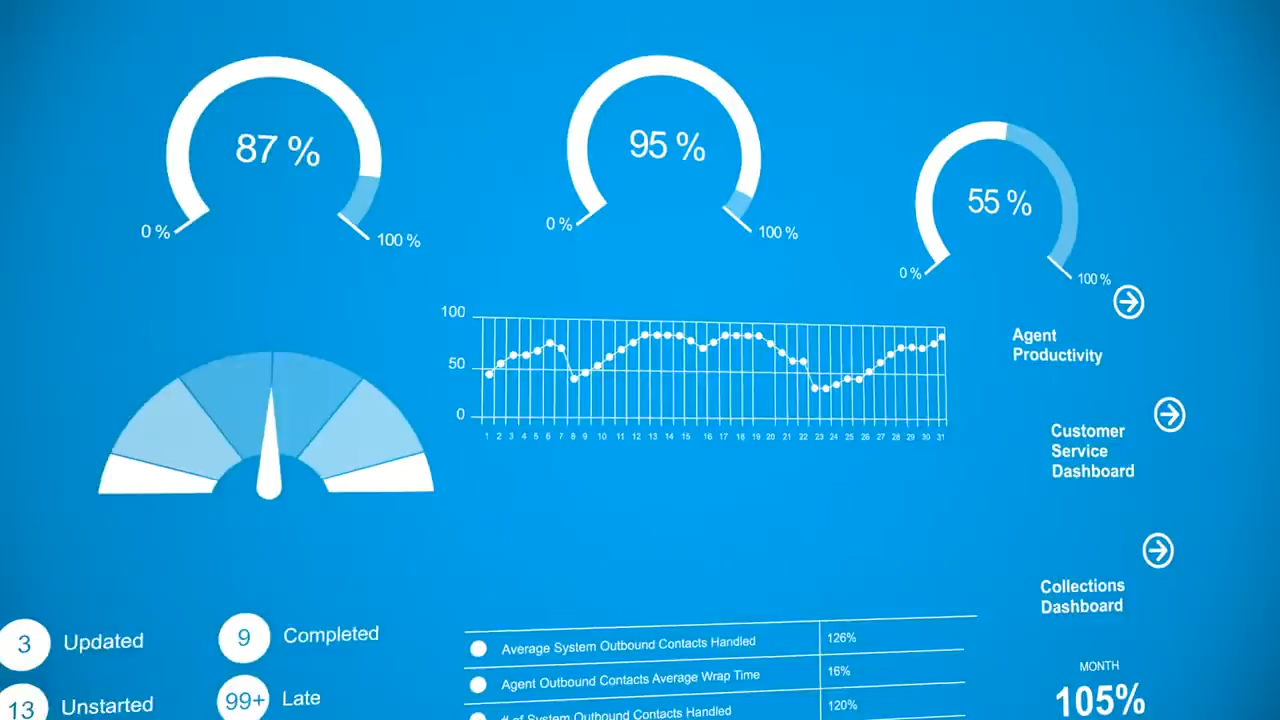 87 %
0 %
100 %
95 %
0 %
100 %
55 %
0 %
100 %
100
50
0
1 2 3 4 5 6 7 8 9 10 11 12 13 14 15 16 17 18 19 20 21 22 23 24 25 26 27 28 29 30 31
Agent
Productivity
Customer
Service
Dashboard
Collections
Dashboard
3 Updated
9 Completed
13 Unstarted
99+ Late
Average System Outbound Contacts Handled 126%
Agent Outbound Contacts Average Wrap Time 16%
# of System Outbound Contacts Handled 120%
MONTH
105%